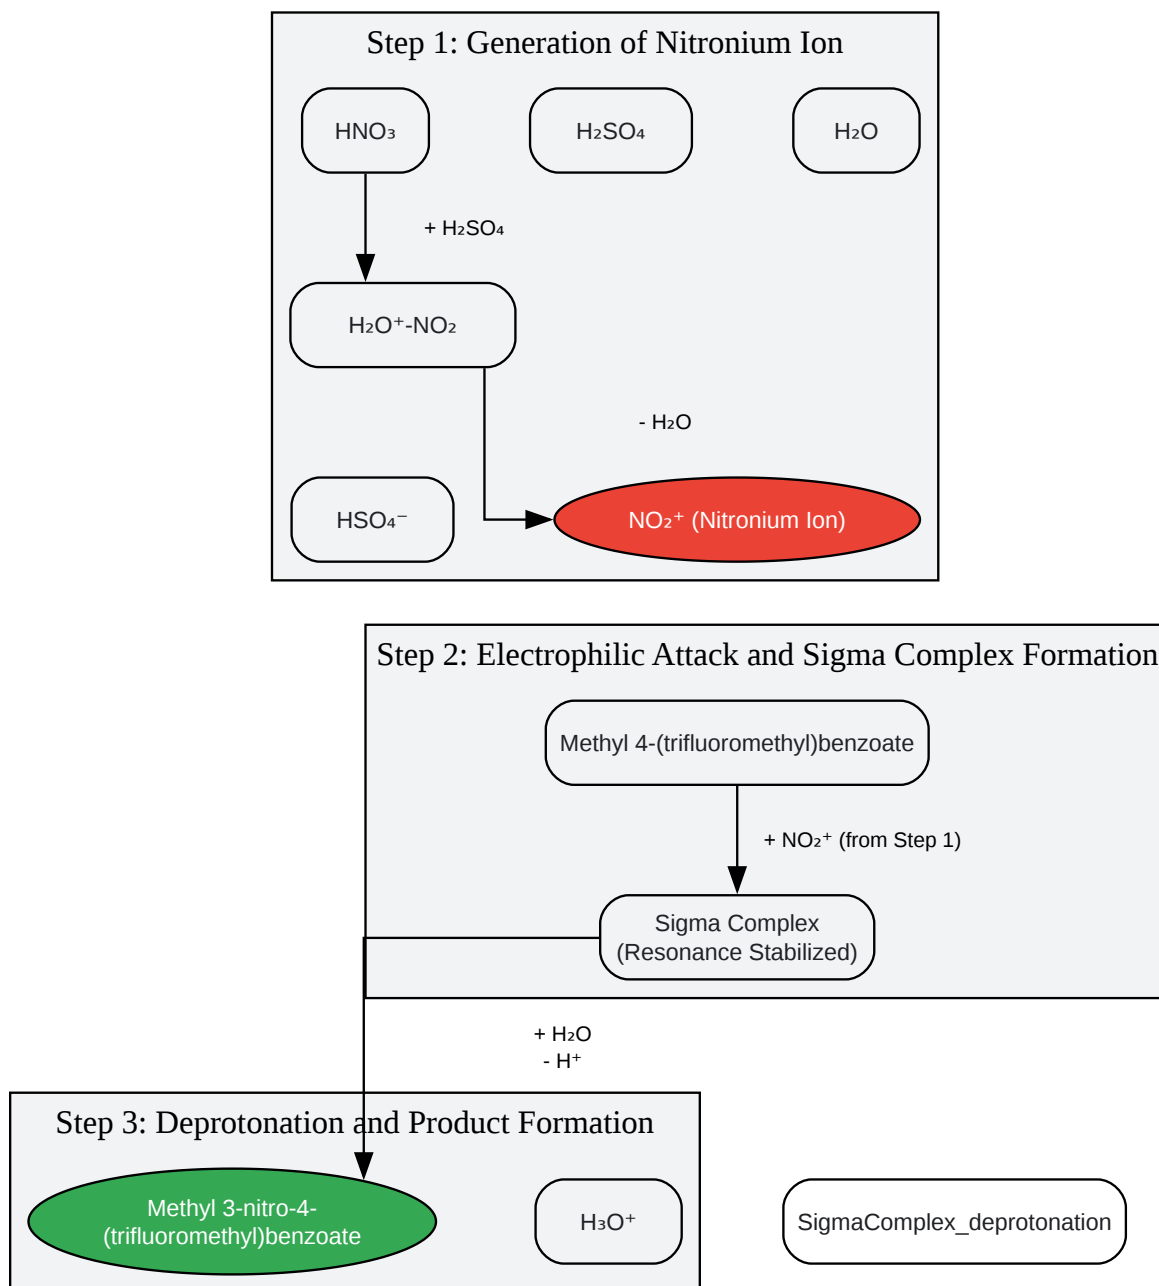 Step 1: Generation of Nitronium Ion
HNO₃
H₂SO₄
H₂O
+ H₂SO₄
H₂O⁺-NO₂
- H₂O
HSO₄⁻
NO₂⁺ (Nitronium Ion)
Step 2: Electrophilic Attack and Sigma Complex Formation
Methyl 4-(trifluoromethyl)benzoate
+ NO₂⁺ (from Step 1)
Sigma Complex
(Resonance Stabilized)
+ H₂O
- H⁺
Step 3: Deprotonation and Product Formation
Methyl 3-nitro-4-
(trifluoromethyl)benzoate
H₃O⁺
SigmaComplex_deprotonation